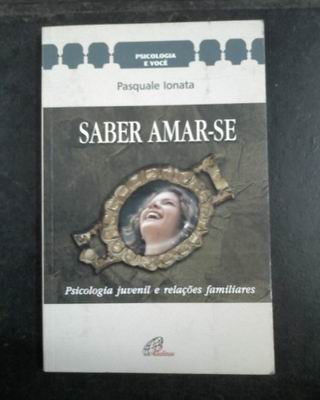 PSICOLOGIA
E VOCÊ
Pasquale Ionata
SABER AMAR-SE
Psicologia juvenil e relações familiares
Paulinas